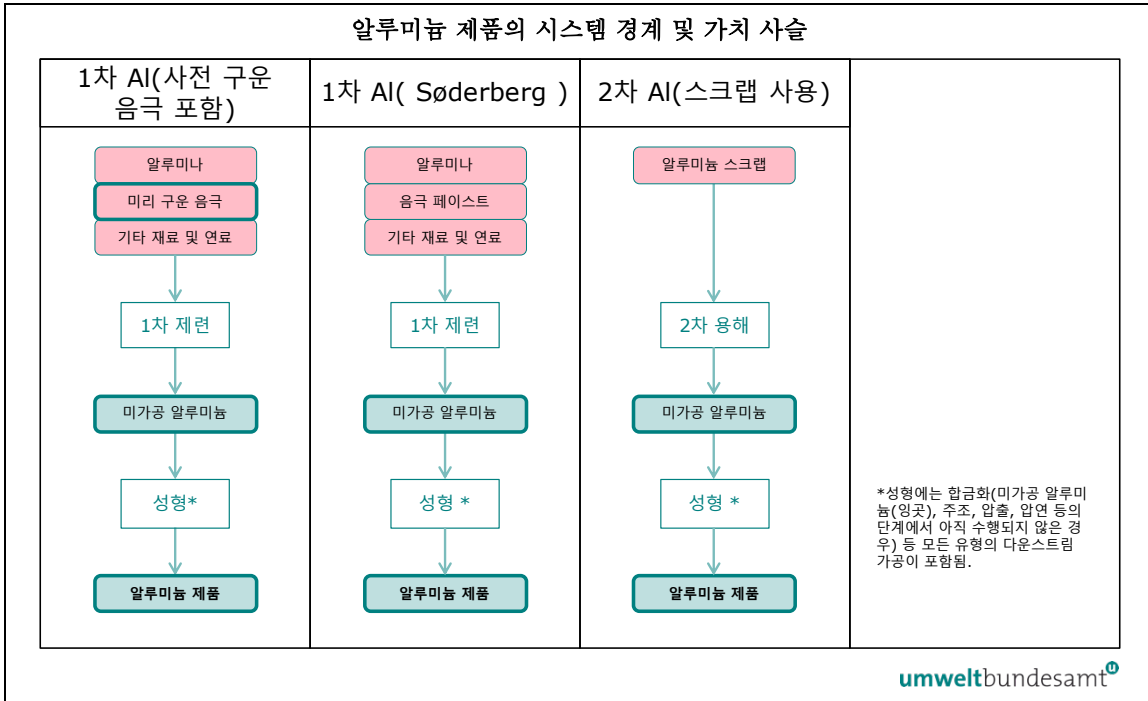 알루미늄 제품의 시스템 경계 및 가치 사슬
1차 Al(사전 구운
음극 포함)
알루미나
미리 구운 음극
기타 재료 및 연료
1차 제련
미가공 알루미늄
성형*
알루미늄 제품
1차 Al( Søderberg )
알루미나
음극 페이스트
기타 재료 및 연료
1차 제련
미가공 알루미늄
성형 *
알루미늄 제품
2차 Al(스크랩 사용)
알루미늄 스크랩
2차 용해
미가공 알루미늄
성형 *
알루미늄 제품
*성형에는 합금화(미가공 알루미
늄(잉곳), 주조, 압출, 압연 등의
단계에서 아직 수행되지 않은 경
우) 등 모든 유형의 다운스트림
가공이 포함됨.
umweltbundesamt